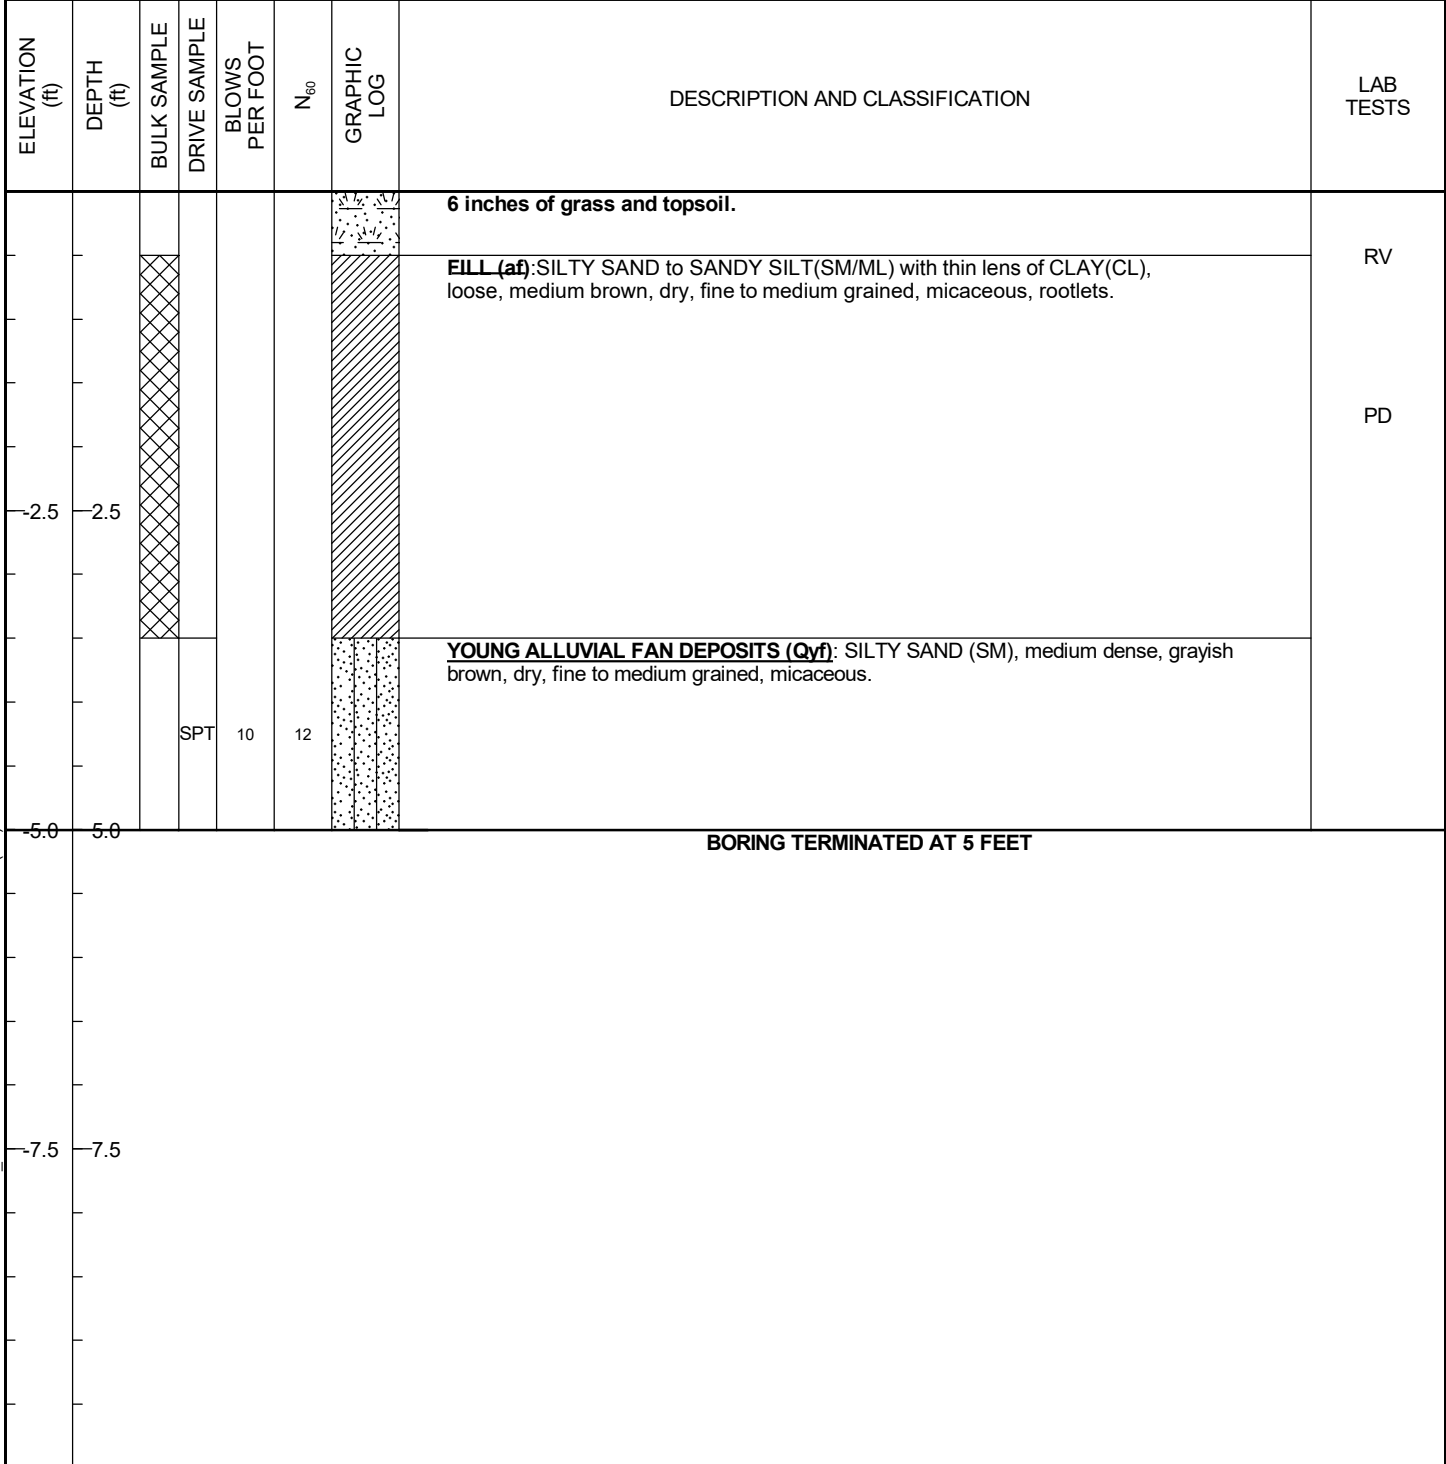 ELEVATION
(ft)
DEPTH
(ft)
BULK SAMPLE
DRIVE SAMPLE
BLOWS
PER FOOT
N₆₀
GRAPHIC
LOG
DESCRIPTION AND CLASSIFICATION
LAB
TESTS
6 inches of grass and topsoil.
RV
FILL (af):SILTY SAND to SANDY SILT(SM/ML) with thin lens of CLAY(CL),
loose, medium brown, dry, fine to medium grained, micaceous, rootlets.
PD
-2.5 2.5
YOUNG ALLUVIAL FAN DEPOSITS (Qyf): SILTY SAND (SM), medium dense, grayish
brown, dry, fine to medium grained, micaceous.
SPT 10 12
-5.0 5.0
BORING TERMINATED AT 5 FEET
-7.5 7.5